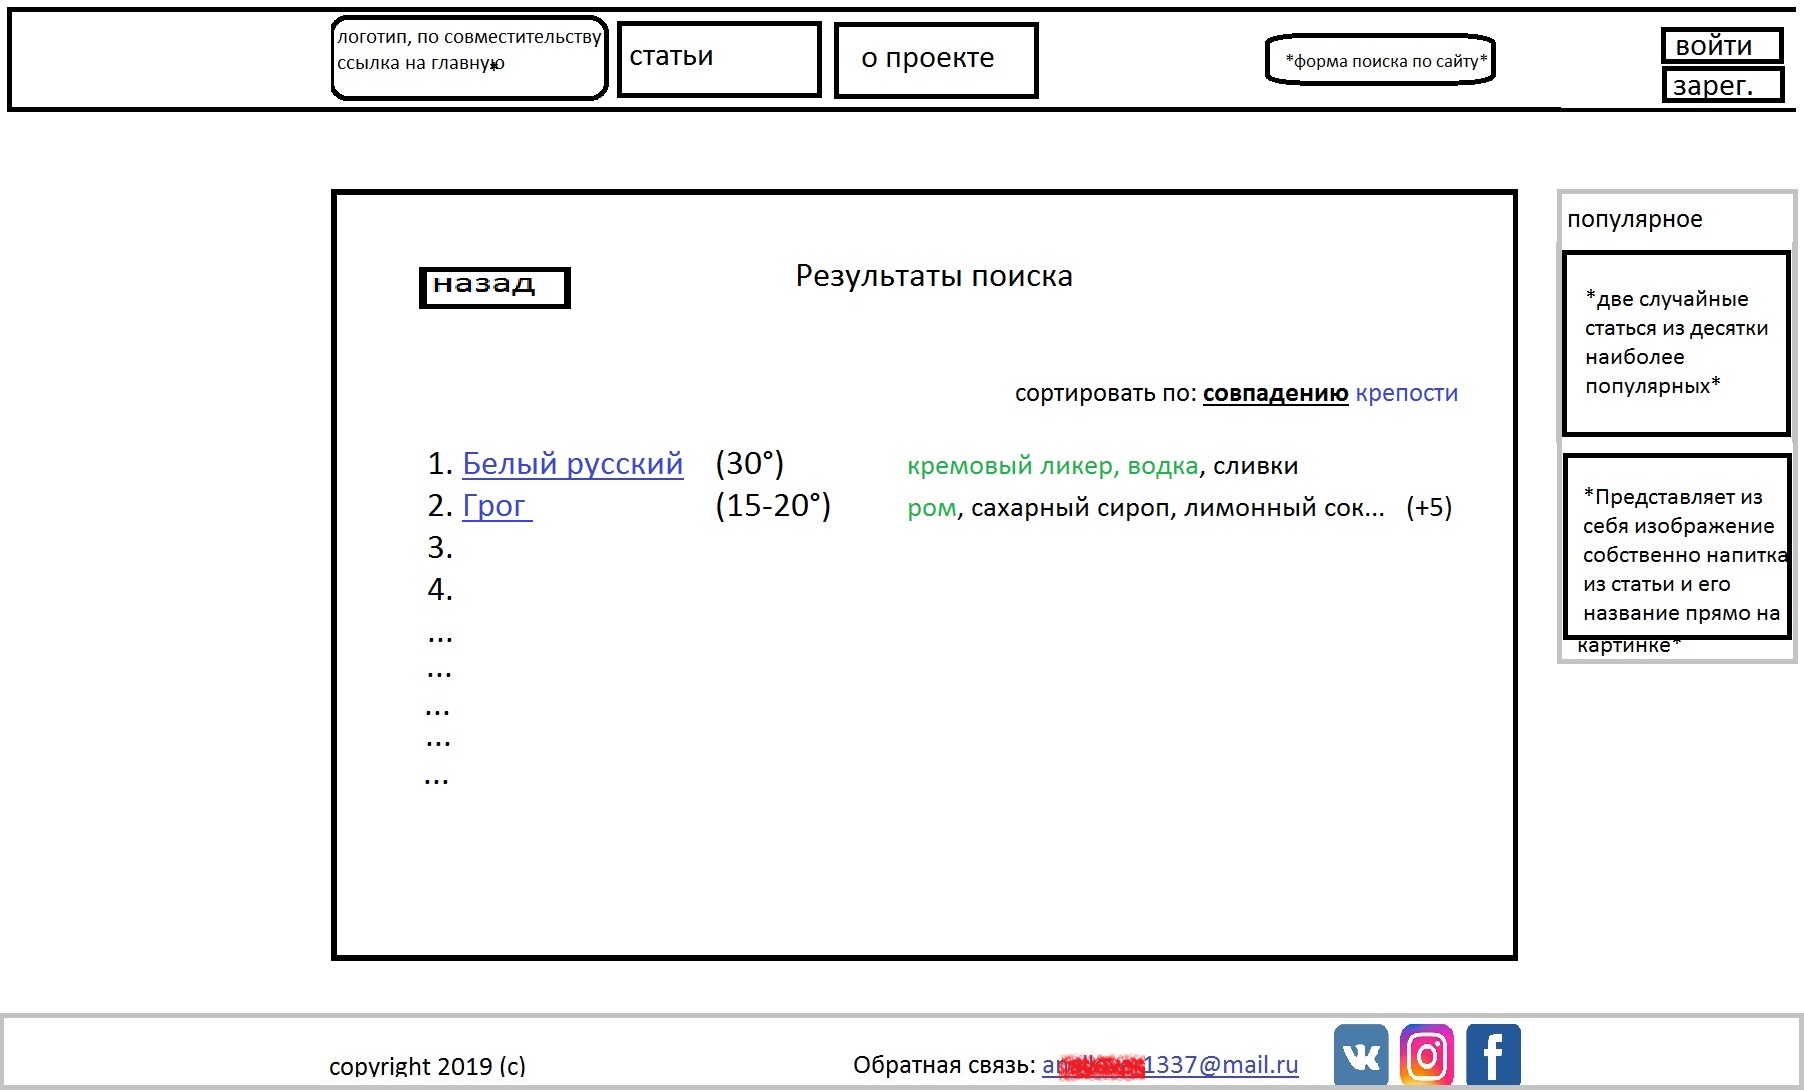 логотип, по совместительству
ссылка на главную
*
статьи
о проекте
*форма поиска по сайту*
войти
зарег.
назад
Результаты поиска
сортировать по: совпадению крепости
1. Белый русский (30°) кремовый ликер, водка, сливки
2. Грог (15-20°) ром, сахарный сироп, лимонный сок... (+5)
3.
4.
...
...
...
...
...
популярное
*две случайные
статься из десятки
наиболее
популярных*
*Представляет из
себя изображение
собственно напитка
из статьи и его
название прямо на
картинке*
copyright 2019 (c)
Обратная связь: 1337@mail.ru